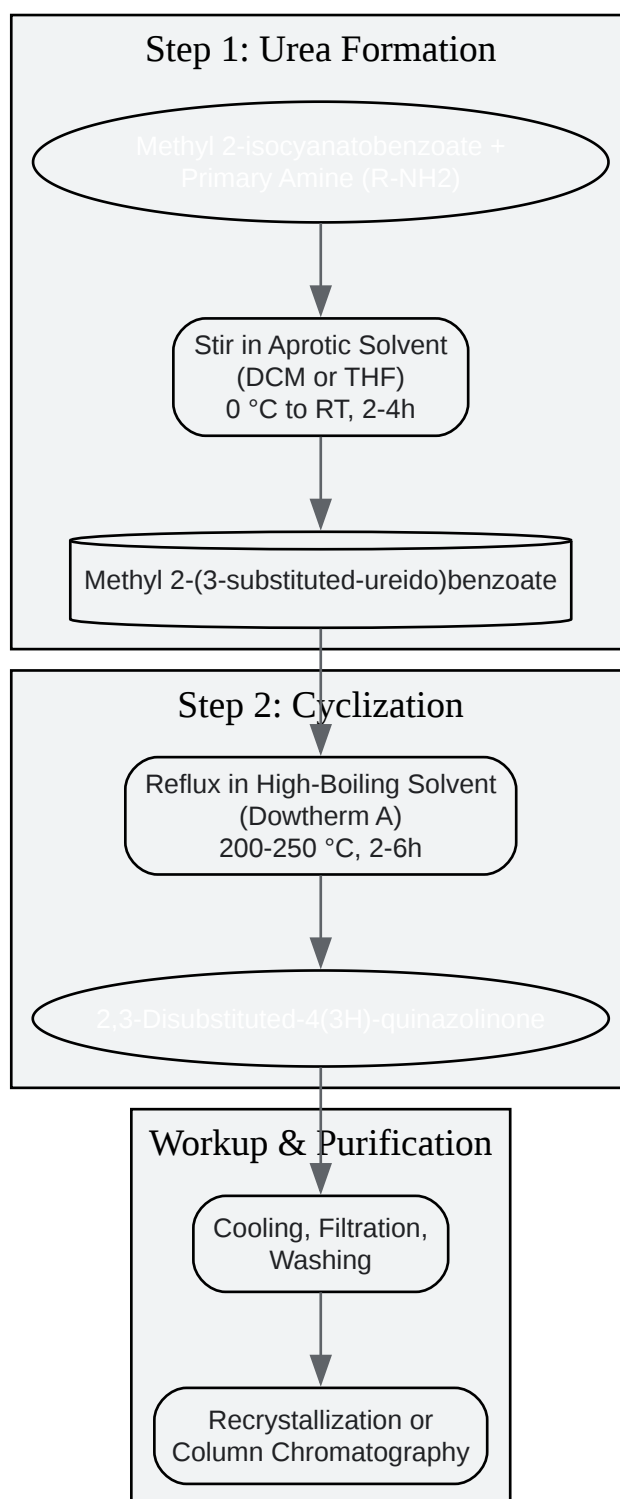 Step 1: Urea Formation
Methyl 2-isocyanatobenzoate +
Primary Amine (R-NH2)
Stir in Aprotic Solvent
(DCM or THF)
0 °C to RT, 2-4h
Methyl 2-(3-substituted-ureido)benzoate
Step 2: Cyclization
Reflux in High-Boiling Solvent
(Dowtherm A)
200-250 °C, 2-6h
2,3-Disubstituted-4(3H)-quinazolinone
Workup & Purification
Cooling, Filtration,
Washing
Recrystallization or
Column Chromatography